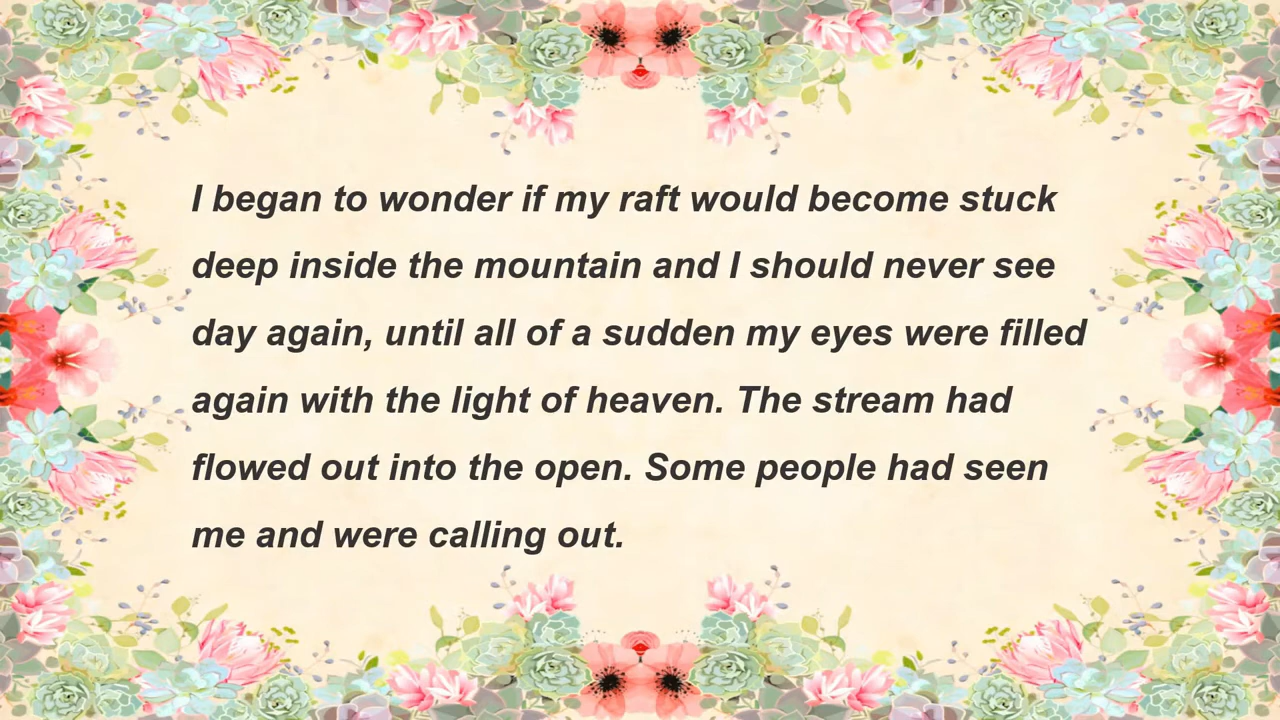 I began to wonder if my raft would become stuck
deep inside the mountain and I should never see
day again, until all of a sudden my eyes were filled
again with the light of heaven. The stream had
flowed out into the open. Some people had seen
me and were calling out.